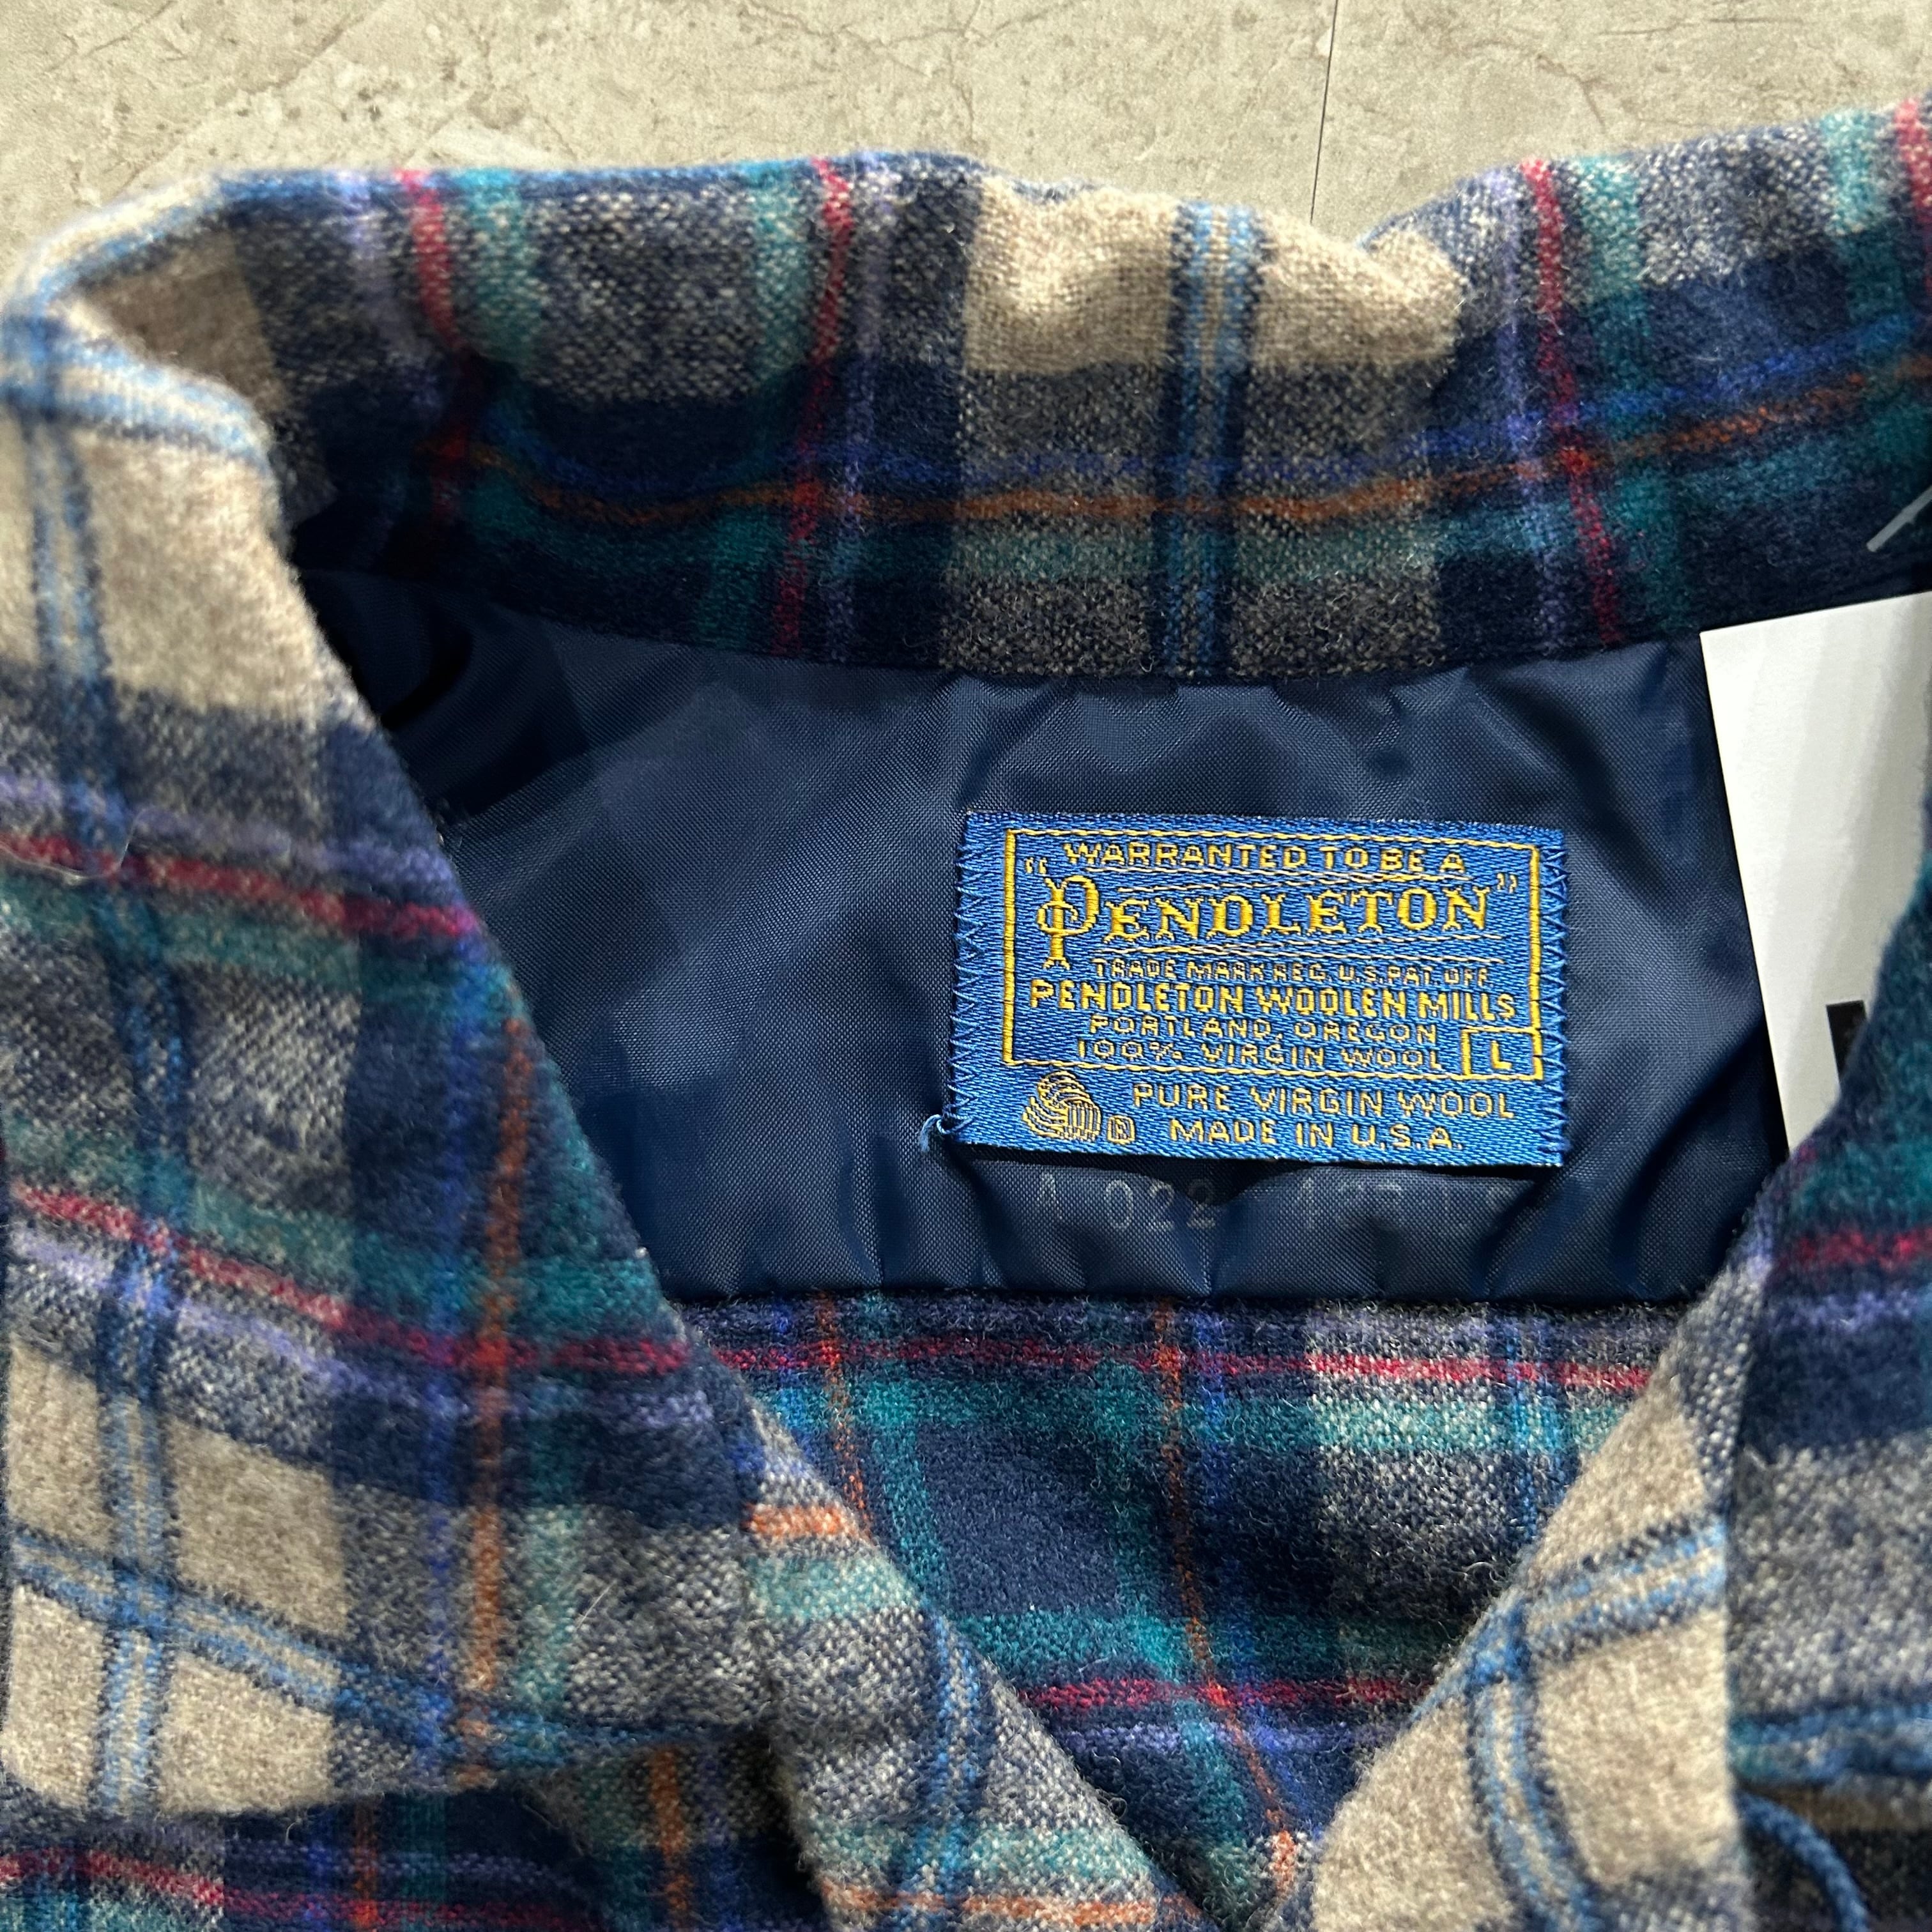 WARRANTED TO BE A
"PENDLETON"
TRADE MARK REG. U.S. PAT. OFF
PENDLETON WOOLEN MILLS
PORTLAND, OREGON
100% VIRGIN WOOL L
PURE VIRGIN WOOL
® MADE IN U.S.A.
A 022